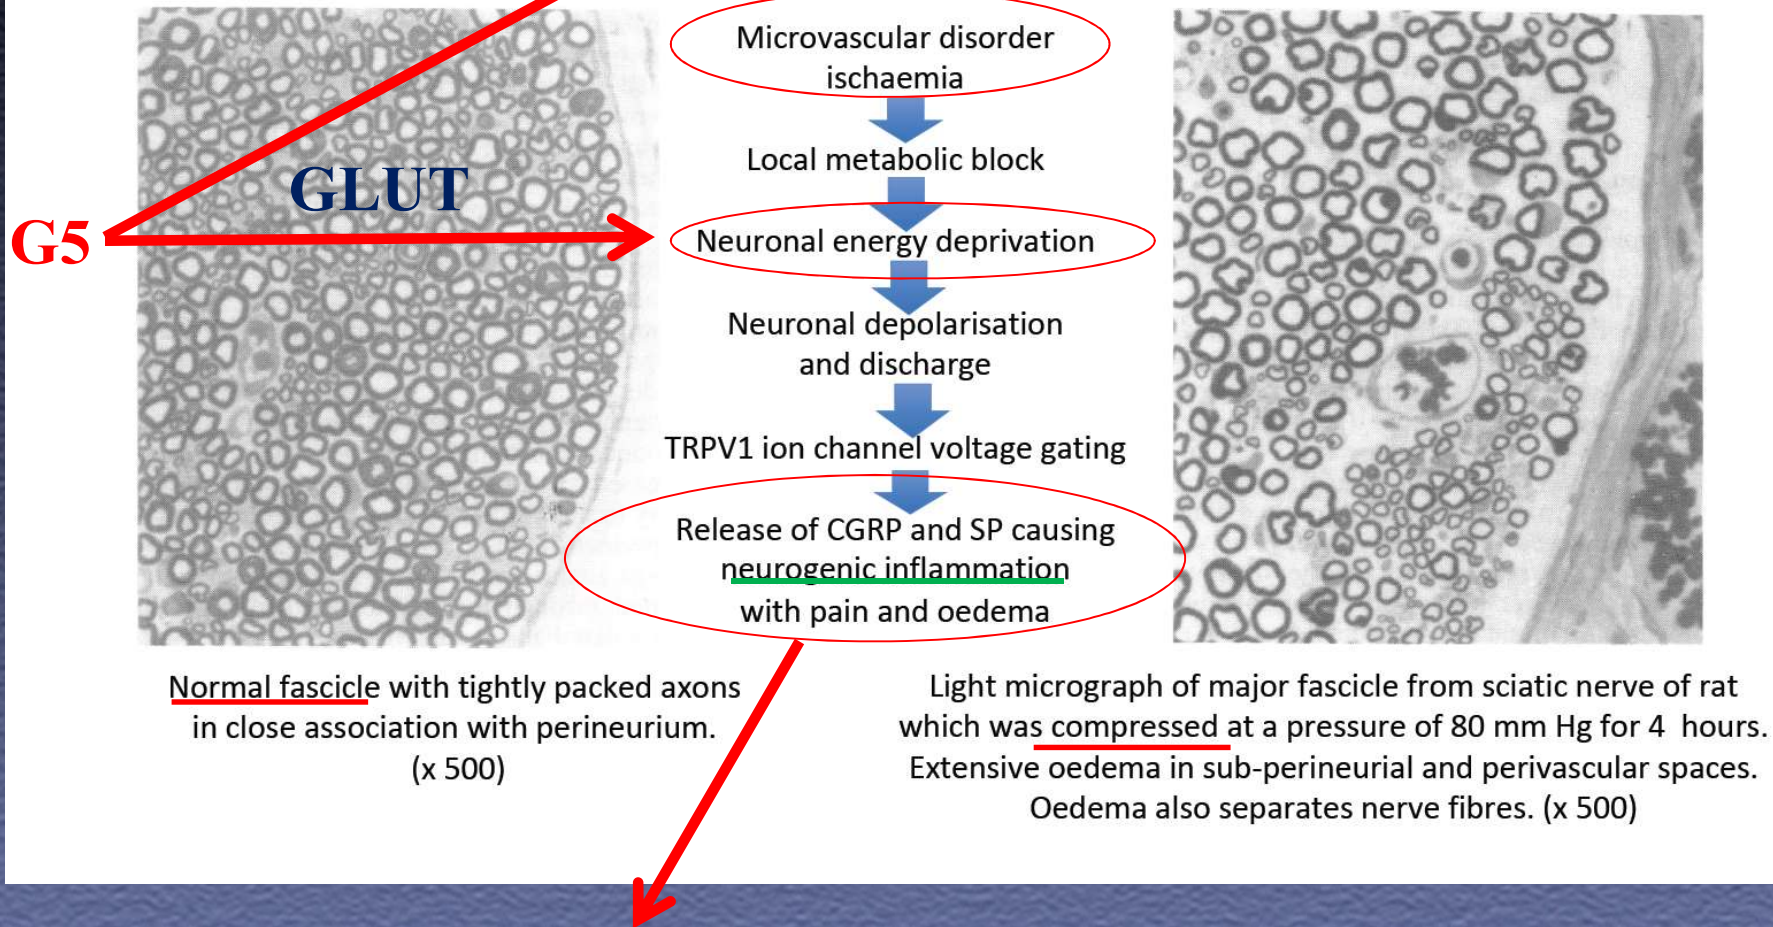 Microvascular disorder
ischaemia
Local metabolic block
GLUT
G5
Neuronal energy deprivation
Neuronal depolarisation
and discharge
TRPV1 ion channel voltage gating
Release of CGRP and SP causing
neurogenic inflammation
with pain and oedema
Normal fascicle with tightly packed axons
in close association with perineurium.
(x 500)
Light micrograph of major fascicle from sciatic nerve of rat
which was compressed at a pressure of 80 mm Hg for 4 hours.
Extensive oedema in sub-perineurial and perivascular spaces.
Oedema also separates nerve fibres. (x 500)